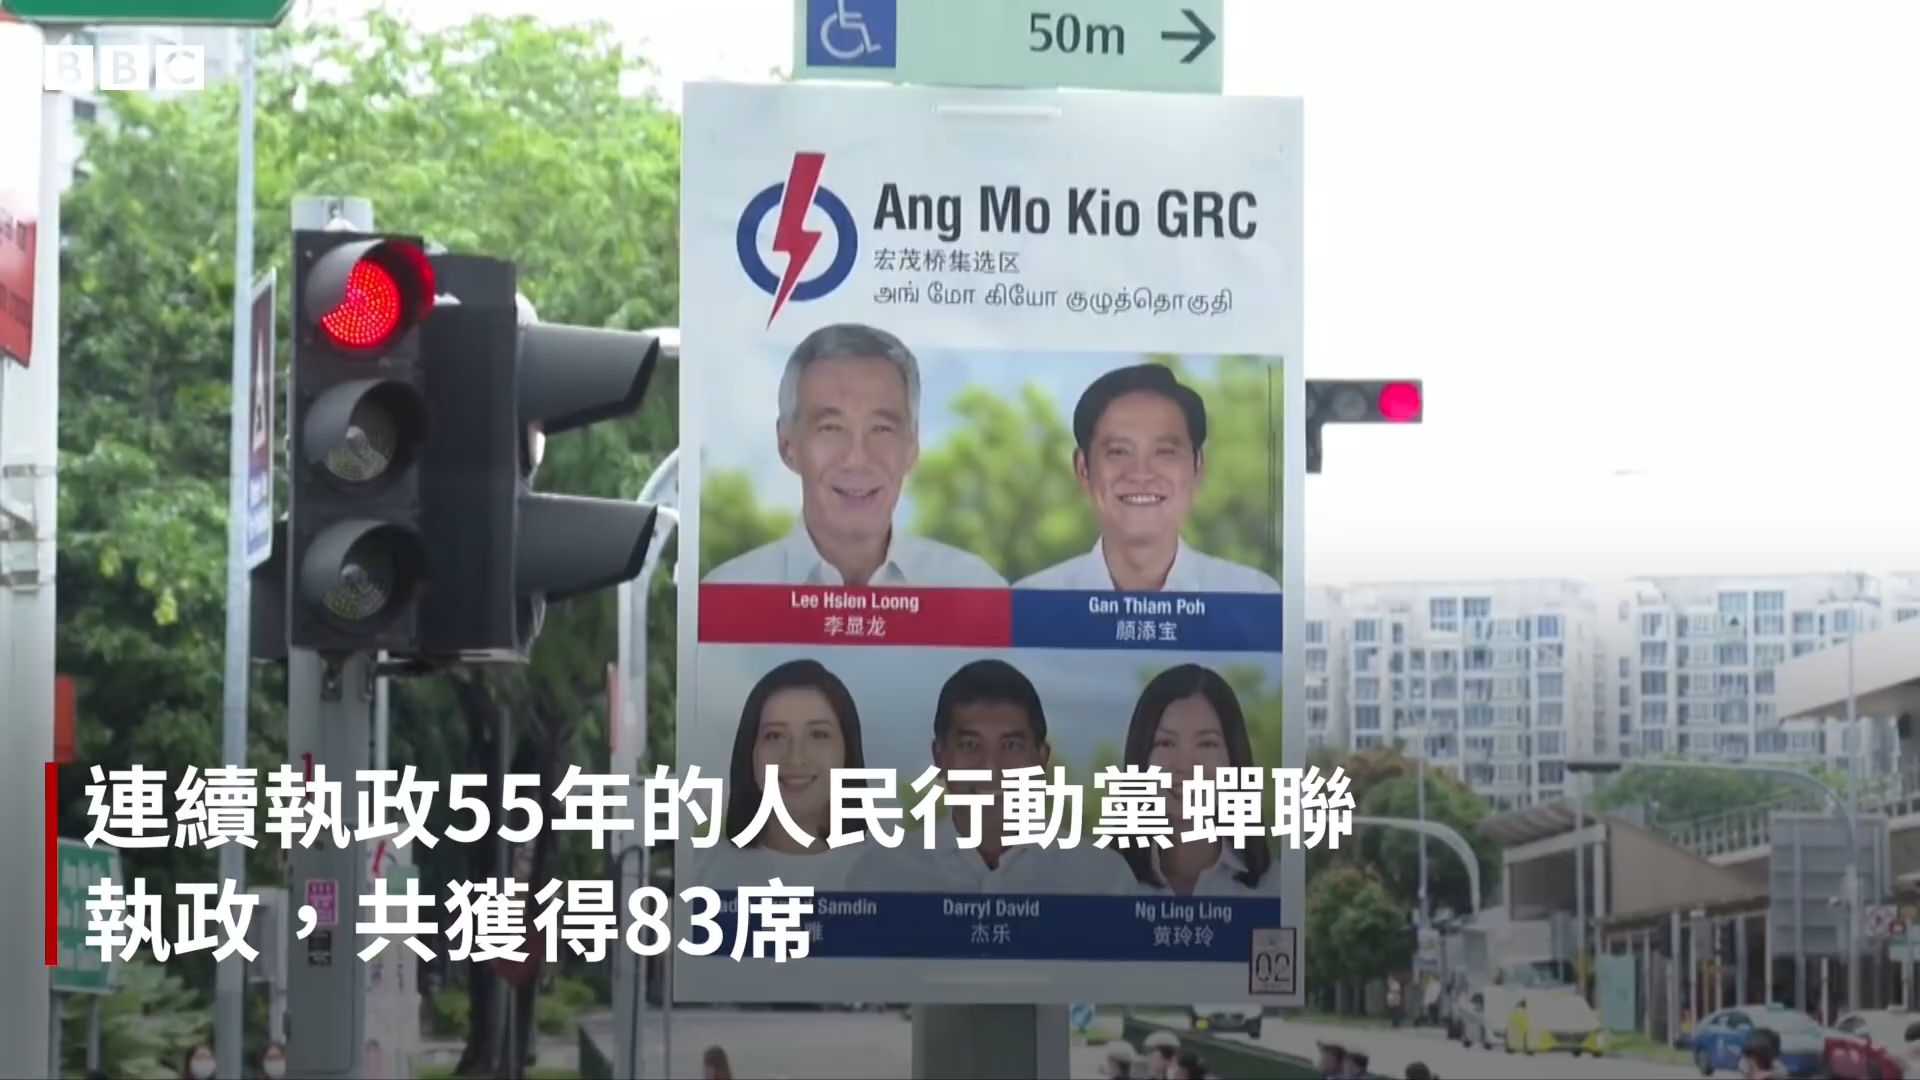 BBC
50m
Ang Mo Kio GRC
宏茂桥集选区
அங் மோ கியோ குழுத்தொகுதி
Lee Hsien Loong
李显龙
Gan Thiam Poh
颜添宝
連續執政55年的人民行動黨蟬聯
執政，共獲得83席
Samdin
Darryl David
杰乐
Ng Ling Ling
黄玲玲
02